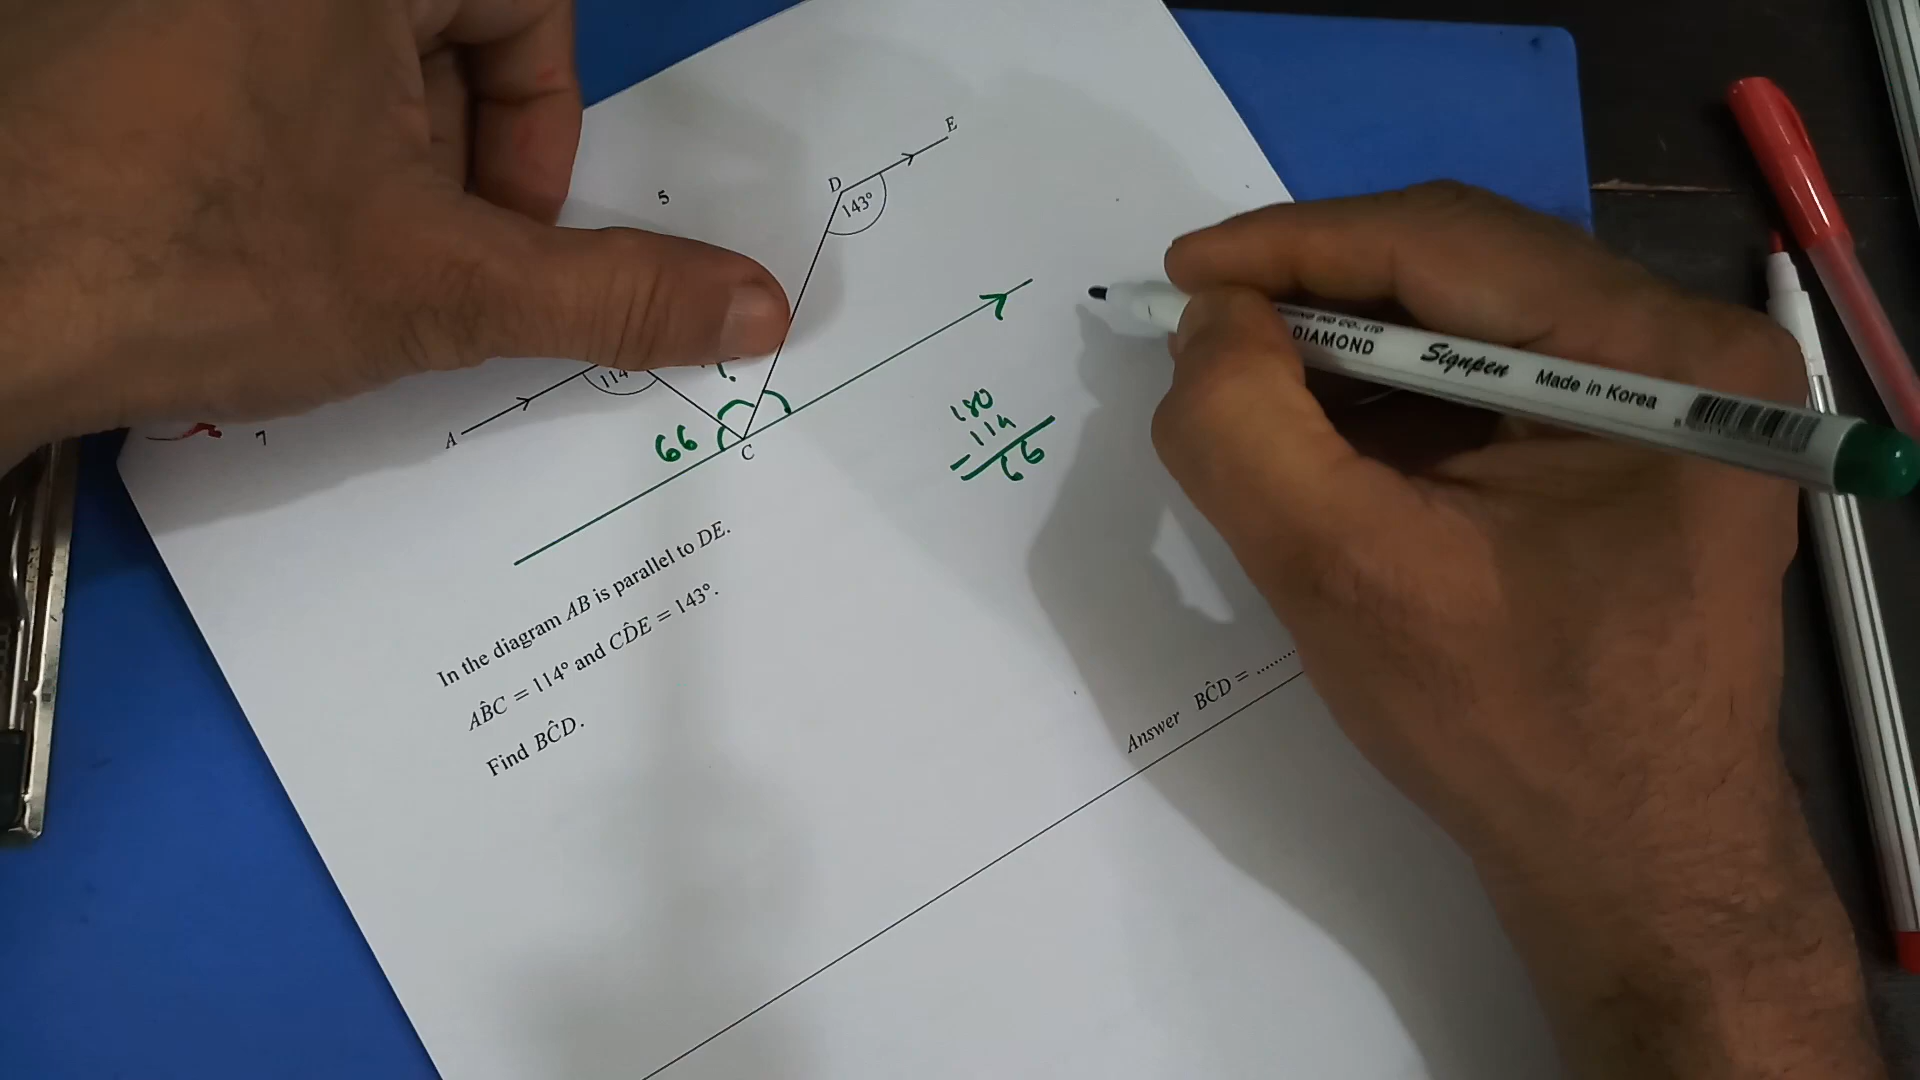 5
E
D
143°
114
?
A
7
66
C
180
114
-
66
In the diagram AB is parallel to DE.
AB̂C = 114° and CD̂E = 143°.
Find BĈD.
Answer BĈD = ..........
DIAMOND Signpen Made in Korea